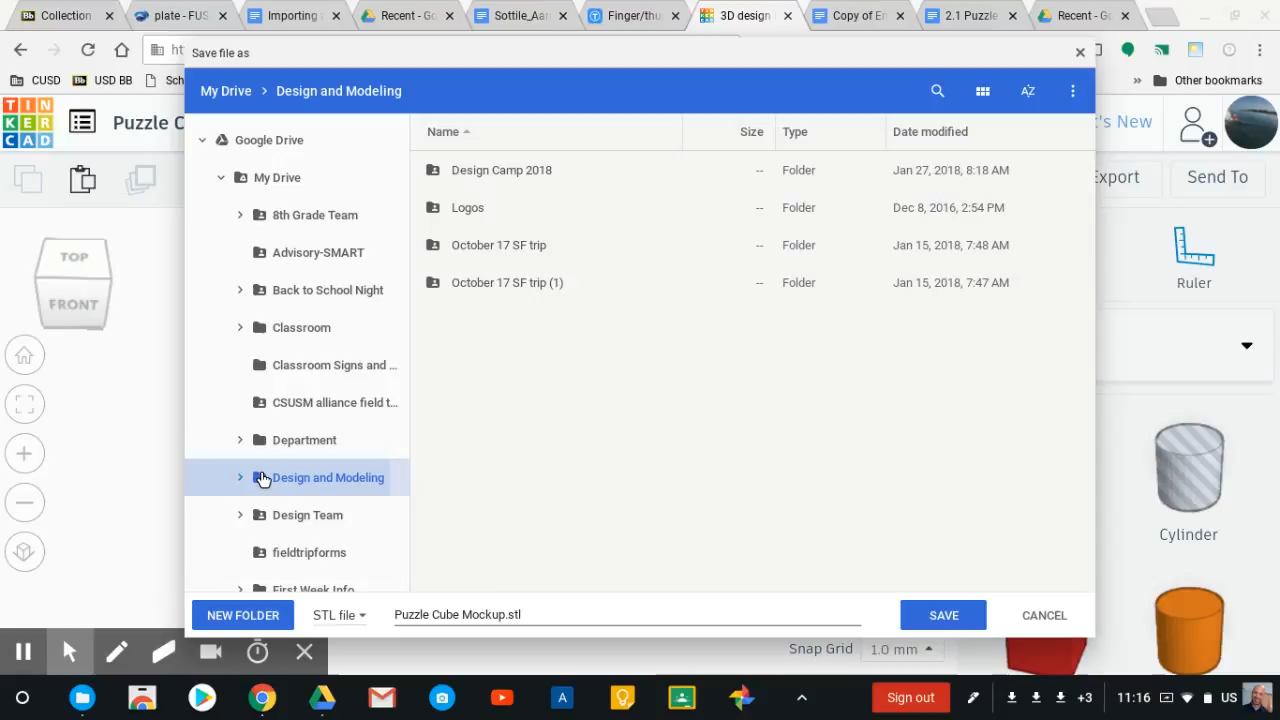 Collection
plate - FUS
Importing
Recent - Go
Sottile_Aar
Finger/thu
3D design
Copy of En
2.1 Puzzle
Recent - Go
Save file as
CUSD
Bb USD BB
Sch
Other bookmarks
My Drive > Design and Modeling
TINKERCAD
Puzzle C
's New
Export
Send To
Name
Size
Type
Date modified
Google Drive
My Drive
8th Grade Team
Advisory-SMART
Back to School Night
Classroom
Classroom Signs and ...
CSUSM alliance field t...
Department
Design and Modeling
Design Team
fieldtripforms
First Week Info
Design Camp 2018 -- Folder Jan 27, 2018, 8:18 AM
Logos -- Folder Dec 8, 2016, 2:54 PM
October 17 SF trip -- Folder Jan 15, 2018, 7:48 AM
October 17 SF trip (1) -- Folder Jan 15, 2018, 7:47 AM
TOP
FRONT
Ruler
Cylinder
NEW FOLDER
STL file
Puzzle Cube Mockup.stl
SAVE
CANCEL
Snap Grid
1.0 mm
Sign out
+3
11:16
US